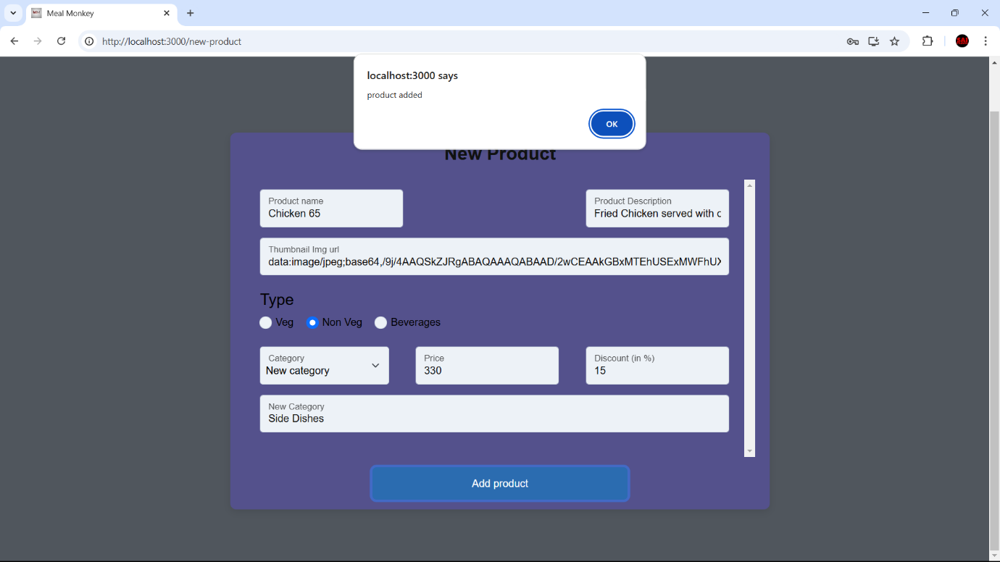 Meal Monkey
http://localhost:3000/new-product
localhost:3000 says
product added
OK
New Product
Product name
Chicken 65
Product Description
Fried Chicken served with
Thumbnail Img url
data:image/jpeg;base64,/9j/4AAQSkZJRgABAQAAAQABAAD/2wCEAAkGBxMTEhUSExMWFhUX
Type
Veg Non Veg Beverages
Category
New category
Price
330
Discount (in %)
15
New Category
Side Dishes
Add product